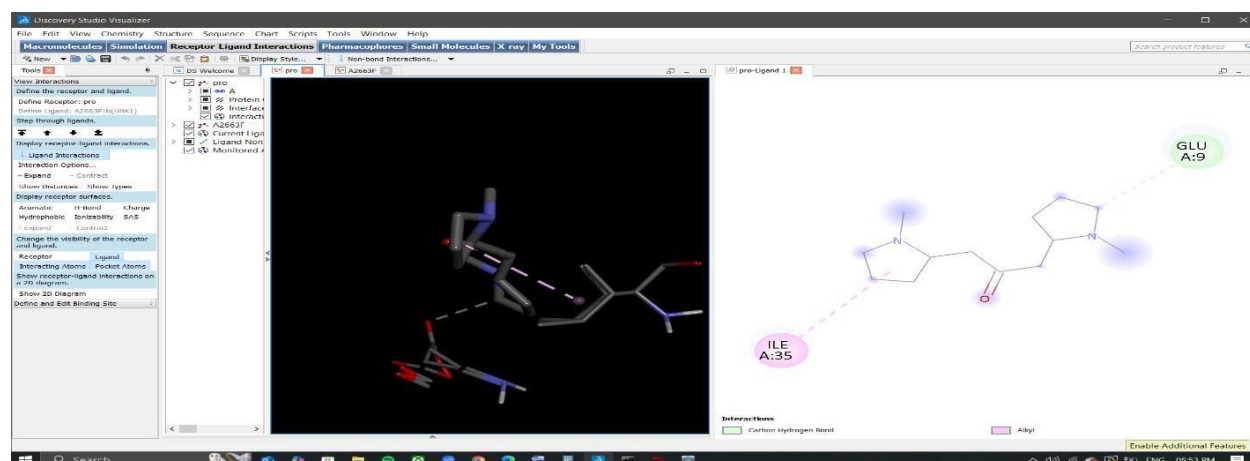 Discovery Studio Visualizer
File Edit View Chemistry Structure Sequence Chart Scripts Tools Window Help
Macromolecules Simulation Receptor Ligand Interactions Pharmacophores Small Molecules X ray My Tools
Search product features
New Display Style... Non-bond Interactions...
Tools DS Welcome pro A2663F pro-Ligand 1
View Interactions
Define the receptor and ligand.
Define Receptor: pro
Define Ligand: A2663F:N(UNK1)
Step through ligands.
Display receptor-ligand interactions.
Ligand Interactions
Interaction Options...
- Expand - Contract
Show Distances Show Types
Display receptor surfaces.
Aromatic H-Bond Charge
Hydrophobic Ionizability SAS
- Expand - Contract
Change the visibility of the receptor
and ligand.
Receptor Ligand
Interacting Atoms Pocket Atoms
Show receptor-ligand interactions on
a 2D diagram.
Show 2D Diagram
Define and Edit Binding Site
pro
A
Protein
Interface
Interacti
A2663F
Current Liga
Ligand Non
Monitored A
GLU
A:9
N
N
O
ILE
A:35
Interactions
Carbon Hydrogen Bond Alkyl
Enable Additional Features
Search
ENG 05:53 PM